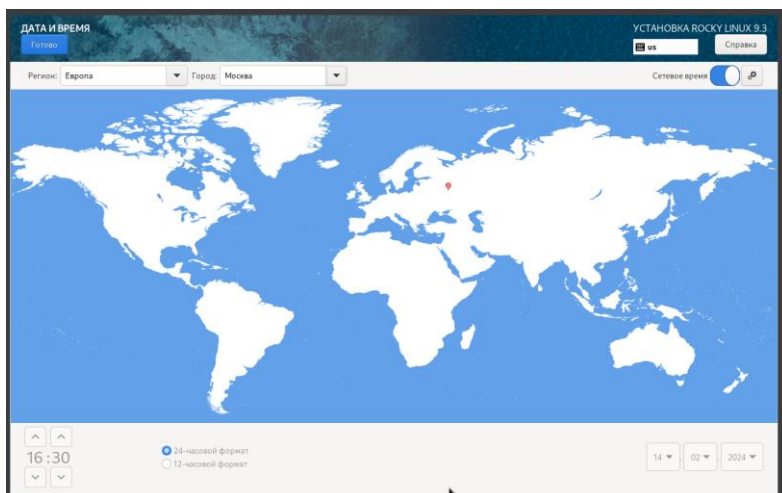 ДАТА И ВРЕМЯ
УСТАНОВКА ROCKY LINUX 9.3
Готово
us
Справка
Регион: Европа Город: Москва Сетевое время
16:30
24-часовой формат
12-часовой формат
14 02 2024